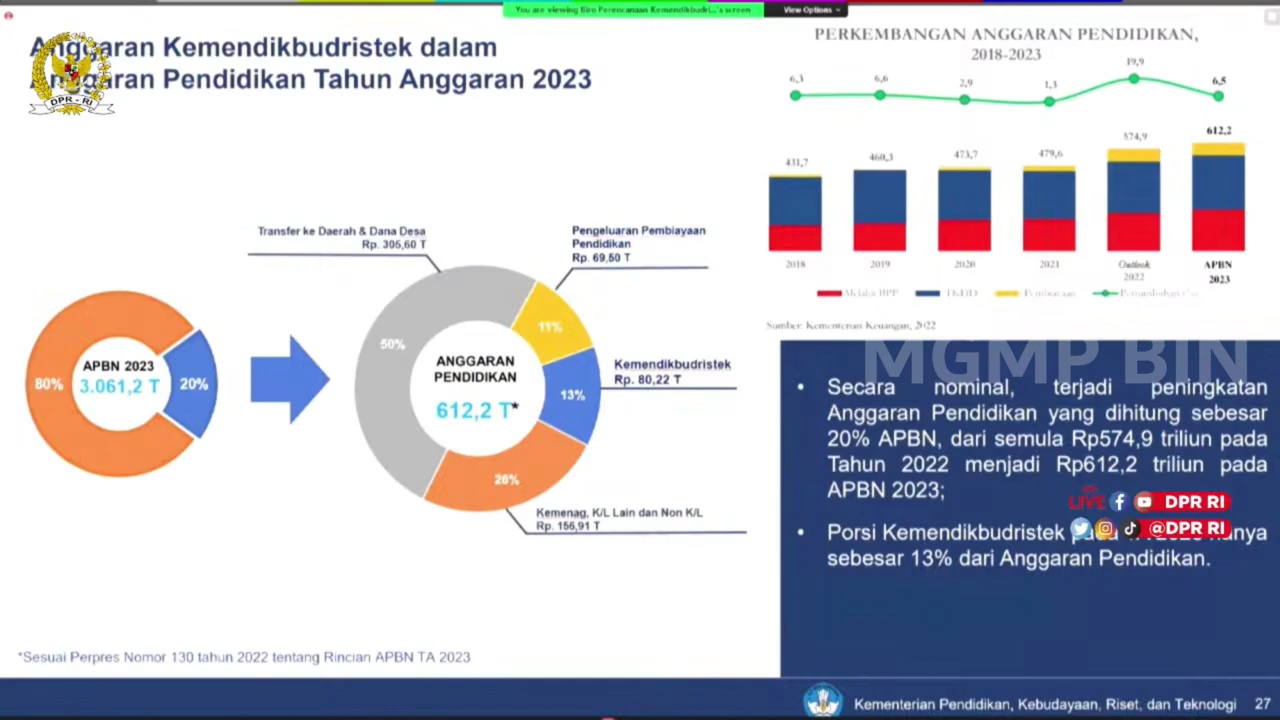 You are viewing Biro Perencanaan Kemendikbudri...'s screen
View Options
Anggaran Kemendikbudristek dalam
Anggaran Pendidikan Tahun Anggaran 2023
DPR - RI
PERKEMBANGAN ANGGARAN PENDIDIKAN,
2018-2023
6,3 6,6 2,9 1,3 19,9 6,5
431,7 460,3 473,7 479,6 574,9 612,2
2018 2019 2020 2021 Outlook 2022 APBN 2023
Melalui BPP TKDD Pembiayaan Pertumbuhan
Sumber: Kementerian Keuangan, 2022
Transfer ke Daerah & Dana Desa
Rp. 305,60 T
Pengeluaran Pembiayaan
Pendidikan
Rp. 69,50 T
50%
11%
APBN 2023
3.061,2 T
80%
20%
ANGGARAN
PENDIDIKAN
612,2 T*
13%
Kemendikbudristek
Rp. 80,22 T
26%
Kemenag, K/L Lain dan Non K/L
Rp. 156,91 T
MGMP BIN
• Secara nominal, terjadi peningkatan
Anggaran Pendidikan yang dihitung sebesar
20% APBN, dari semula Rp574,9 triliun pada
Tahun 2022 menjadi Rp612,2 triliun pada
APBN 2023;
LIVE DPR RI
@DPR RI
• Porsi Kemendikbudristek hanya
sebesar 13% dari Anggaran Pendidikan.
*Sesuai Perpres Nomor 130 tahun 2022 tentang Rincian APBN TA 2023
Kementerian Pendidikan, Kebudayaan, Riset, dan Teknologi 27